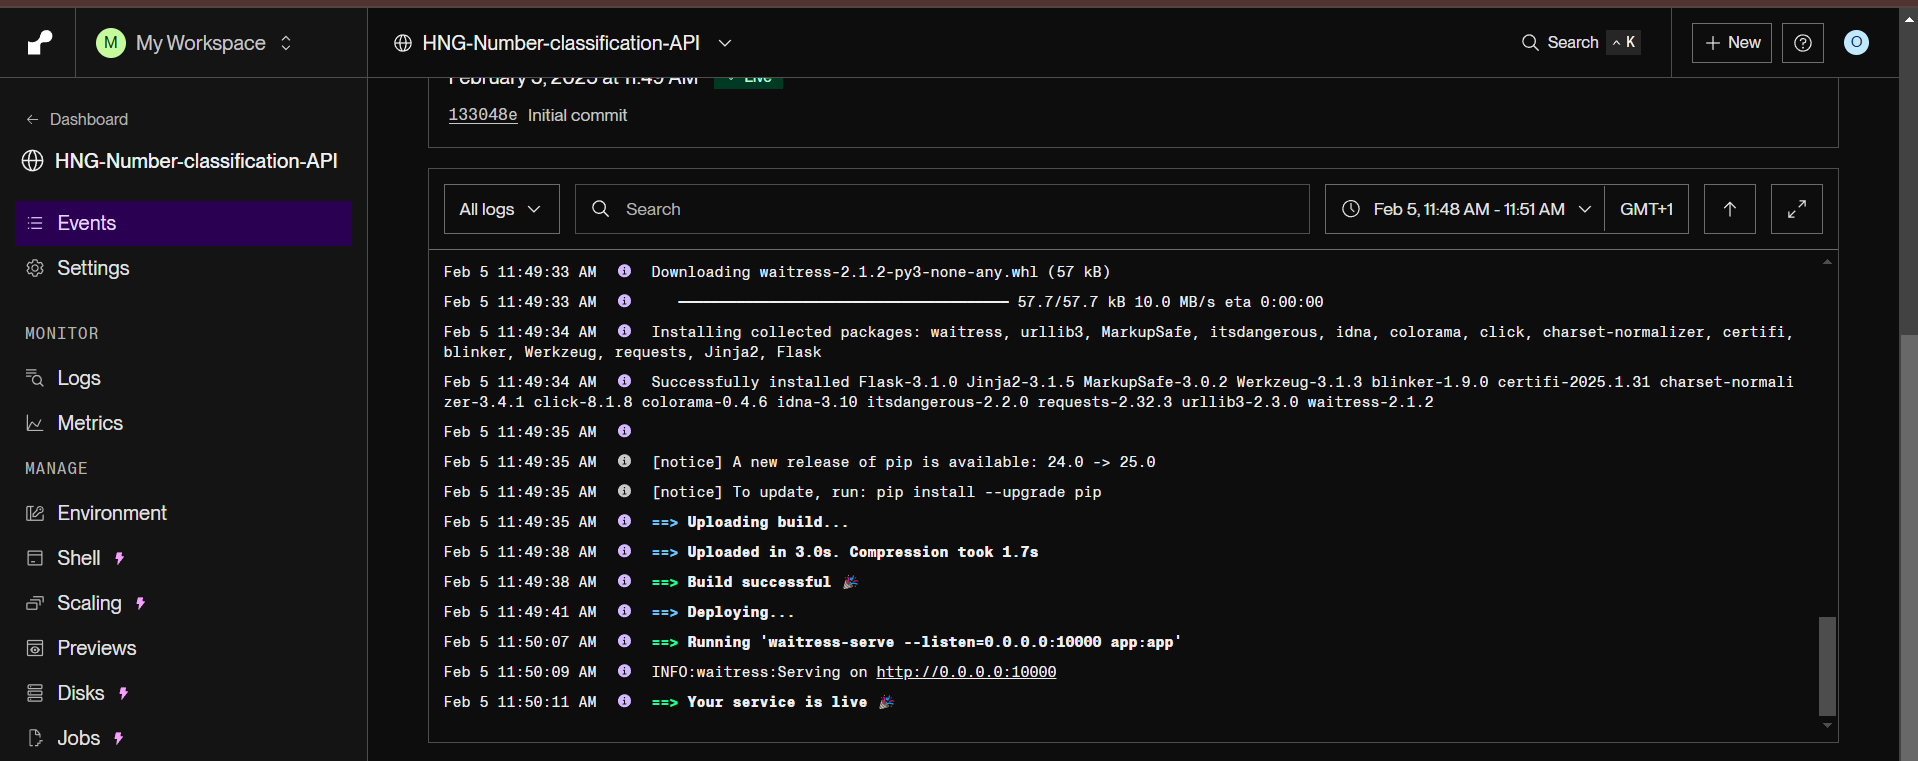 M My Workspace
HNG-Number-classification-API
Search ^ K
+ New
O
← Dashboard
HNG-Number-classification-API
Events
Settings
MONITOR
Logs
Metrics
MANAGE
Environment
Shell
Scaling
Previews
Disks
Jobs
February 5, 2025 at 11:49 AM Live
133048e Initial commit
All logs
Search
Feb 5, 11:48 AM - 11:51 AM
GMT+1
Feb 5 11:49:33 AM Downloading waitress-2.1.2-py3-none-any.whl (57 kB)
Feb 5 11:49:33 AM 57.7/57.7 kB 10.0 MB/s eta 0:00:00
Feb 5 11:49:34 AM Installing collected packages: waitress, urllib3, MarkupSafe, itsdangerous, idna, colorama, click, charset-normalizer, certifi,
blinker, Werkzeug, requests, Jinja2, Flask
Feb 5 11:49:34 AM Successfully installed Flask-3.1.0 Jinja2-3.1.5 MarkupSafe-3.0.2 Werkzeug-3.1.3 blinker-1.9.0 certifi-2025.1.31 charset-normali
zer-3.4.1 click-8.1.8 colorama-0.4.6 idna-3.10 itsdangerous-2.2.0 requests-2.32.3 urllib3-2.3.0 waitress-2.1.2
Feb 5 11:49:35 AM
Feb 5 11:49:35 AM [notice] A new release of pip is available: 24.0 -> 25.0
Feb 5 11:49:35 AM [notice] To update, run: pip install --upgrade pip
Feb 5 11:49:35 AM ==> Uploading build...
Feb 5 11:49:38 AM ==> Uploaded in 3.0s. Compression took 1.7s
Feb 5 11:49:38 AM ==> Build successful 🎉
Feb 5 11:49:41 AM ==> Deploying...
Feb 5 11:50:07 AM ==> Running 'waitress-serve --listen=0.0.0.0:10000 app:app'
Feb 5 11:50:09 AM INFO:waitress:Serving on http://0.0.0.0:10000
Feb 5 11:50:11 AM ==> Your service is live 🎉